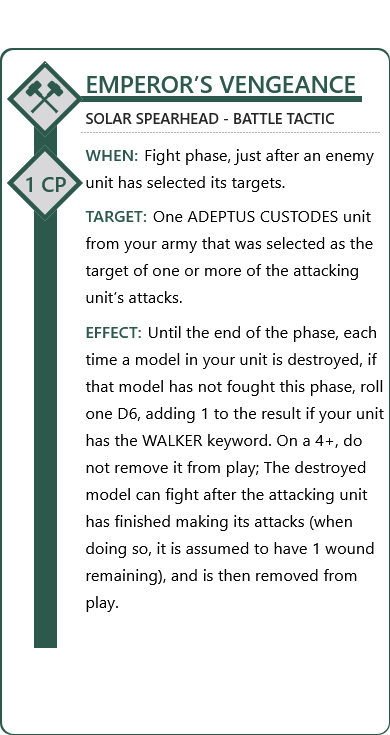 EMPEROR'S VENGEANCE
SOLAR SPEARHEAD - BATTLE TACTIC
1 CP
WHEN: Fight phase, just after an enemy
unit has selected its targets.
TARGET: One ADEPTUS CUSTODES unit
from your army that was selected as the
target of one or more of the attacking
unit's attacks.
EFFECT: Until the end of the phase, each
time a model in your unit is destroyed, if
that model has not fought this phase, roll
one D6, adding 1 to the result if your unit
has the WALKER keyword. On a 4+, do
not remove it from play; The destroyed
model can fight after the attacking unit
has finished making its attacks (when
doing so, it is assumed to have 1 wound
remaining), and is then removed from
play.